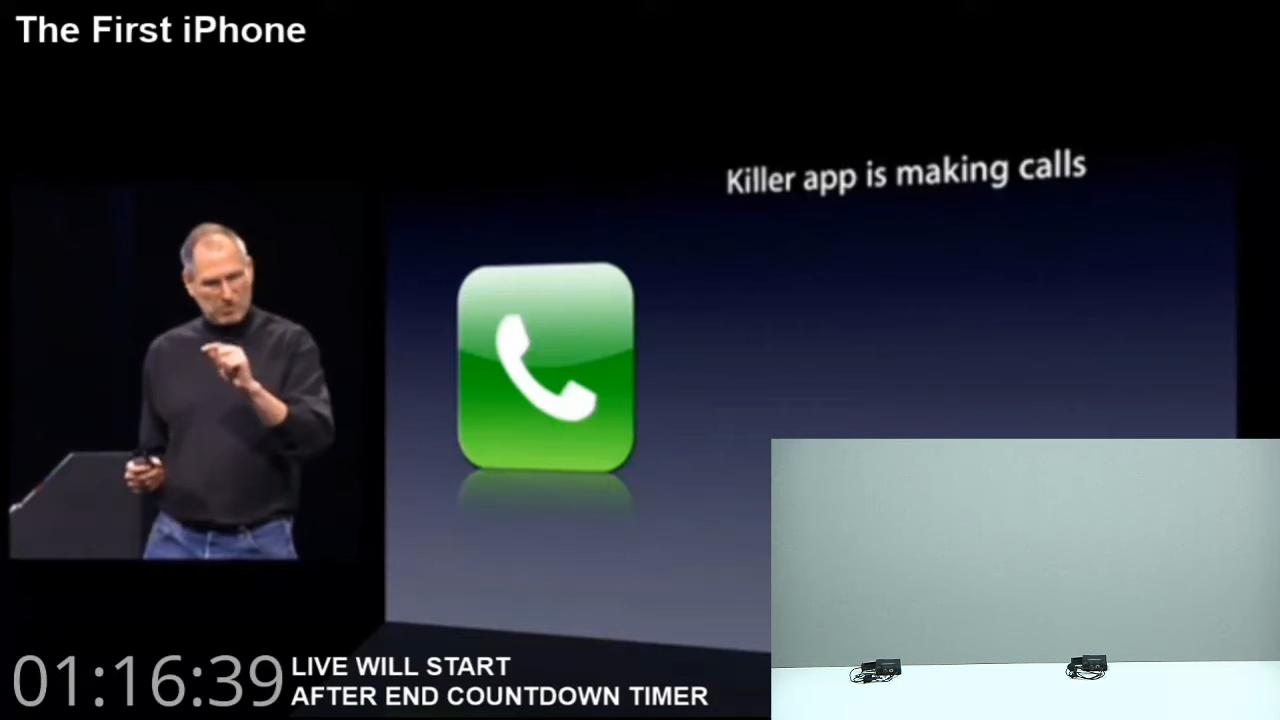 The First iPhone
Killer app is making calls
01:16:39
LIVE WILL START
AFTER END COUNTDOWN TIMER